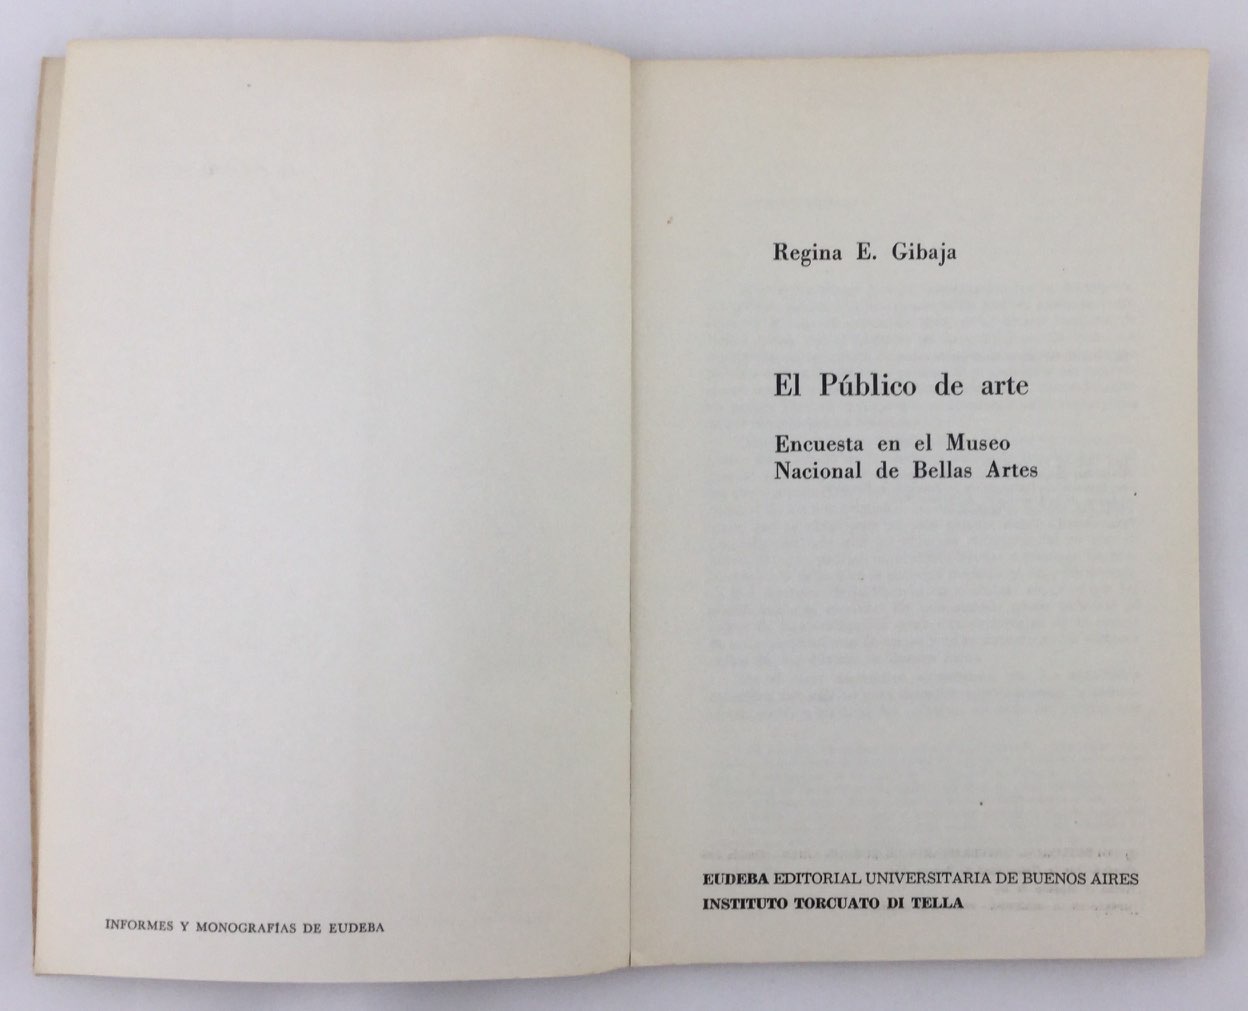 INFORMES Y MONOGRAFÍAS DE EUDEBA
Regina E. Gibaja
El Público de arte
Encuesta en el Museo
Nacional de Bellas Artes
EUDEBA EDITORIAL UNIVERSITARIA DE BUENOS AIRES
INSTITUTO TORCUATO DI TELLA